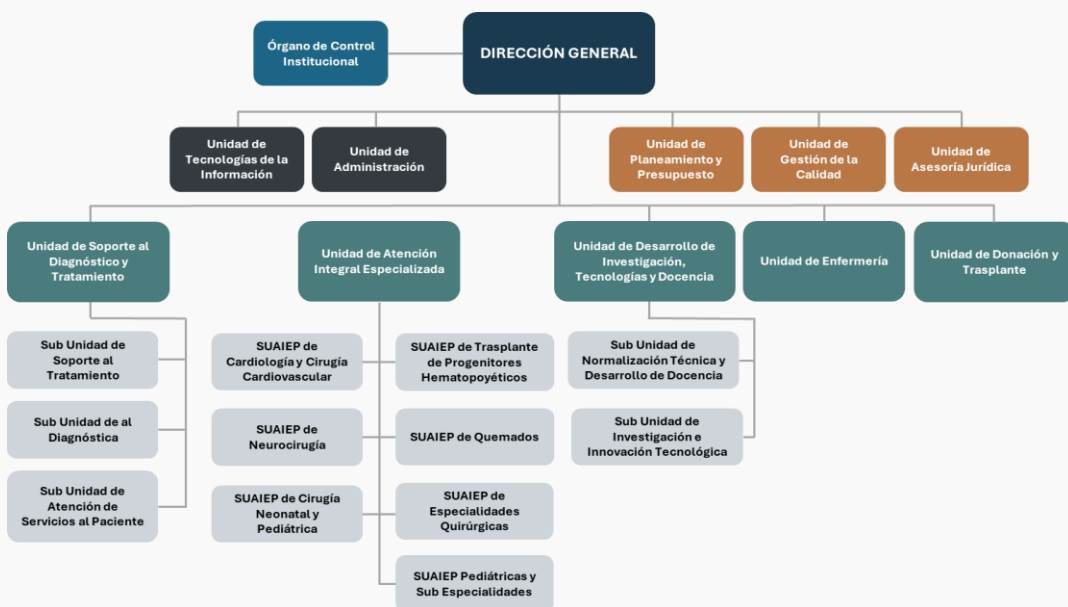 Órgano de Control
Institucional
DIRECCIÓN GENERAL
Unidad de
Tecnologías de la
Información
Unidad de
Administración
Unidad de
Planeamiento y
Presupuesto
Unidad de
Gestión de la
Calidad
Unidad de
Asesoría Jurídica
Unidad de Soporte al
Diagnóstico y
Tratamiento
Unidad de Atención
Integral Especializada
Unidad de Desarrollo de
Investigación,
Tecnologías y Docencia
Unidad de Enfermería
Unidad de Donación y
Trasplante
Sub Unidad de
Soporte al
Tratamiento
Sub Unidad de al
Diagnóstica
Sub Unidad de
Atención de
Servicios al Paciente
SUAIEP de
Cardiología y Cirugía
Cardiovascular
SUAIEP de Trasplante
de Progenitores
Hematopoyéticos
SUAIEP de
Neurocirugía
SUAIEP de Quemados
SUAIEP de Cirugía
Neonatal y
Pediátrica
SUAIEP de
Especialidades
Quirúrgicas
SUAIEP Pediátricas y
Sub Especialidades
Sub Unidad de
Normalización Técnica y
Desarrollo de Docencia
Sub Unidad de
Investigación e
Innovación Tecnológica